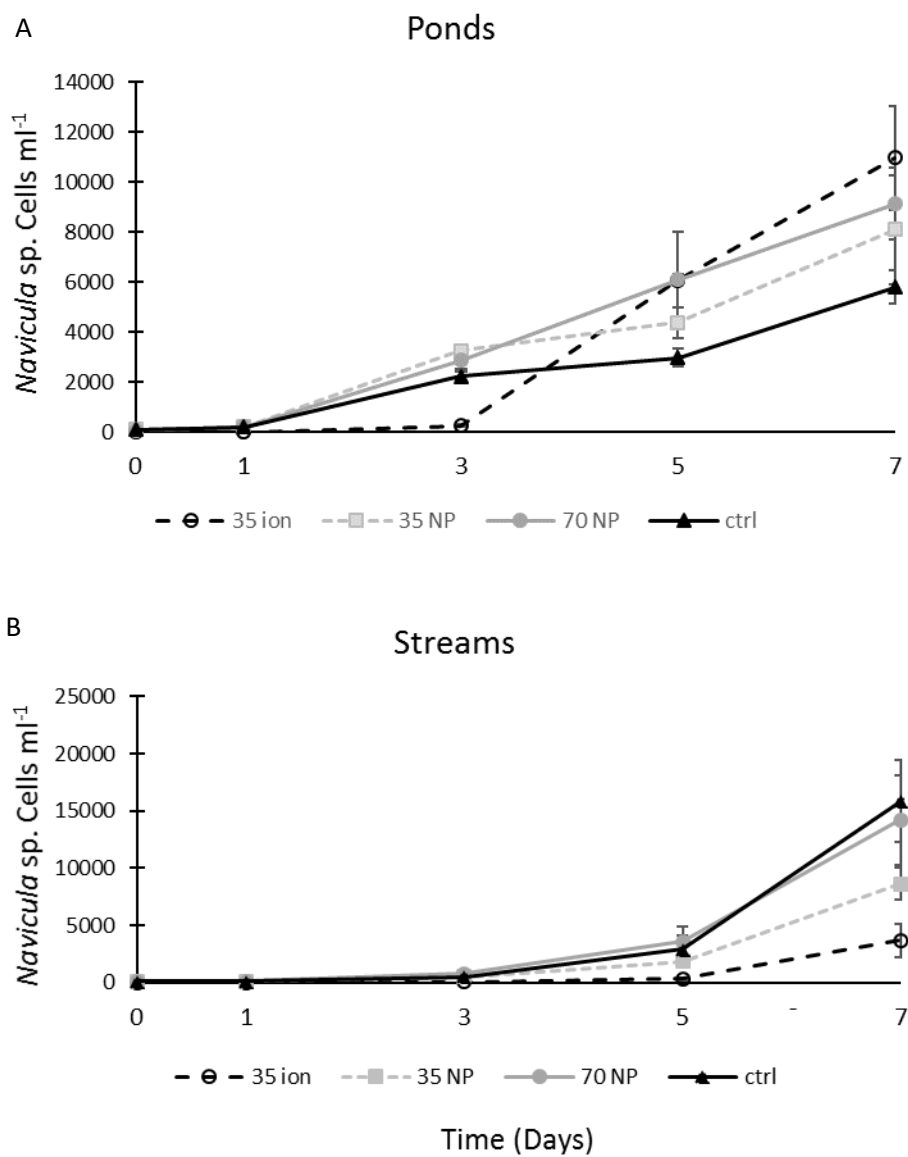 A
Ponds
Navicula sp. Cells ml-1
14000
12000
10000
8000
6000
4000
2000
0
0 1 3 5 7
35 ion 35 NP 70 NP ctrl
B
Streams
Navicula sp. Cells ml-1
25000
20000
15000
10000
5000
0
0 1 3 5 7
35 ion 35 NP 70 NP ctrl
Time (Days)